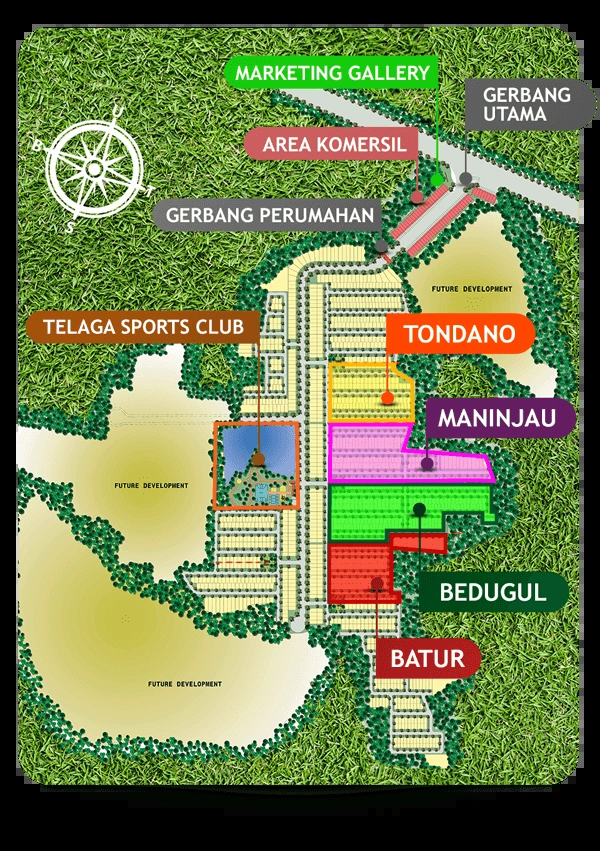 MARKETING GALLERY
GERBANG
UTAMA
AREA KOMERSIL
GERBANG PERUMAHAN
U
B
T
S
FUTURE DEVELOPMENT
TELAGA SPORTS CLUB
TONDANO
MANINJAU
FUTURE DEVELOPMENT
BEDUGUL
BATUR
FUTURE DEVELOPMENT